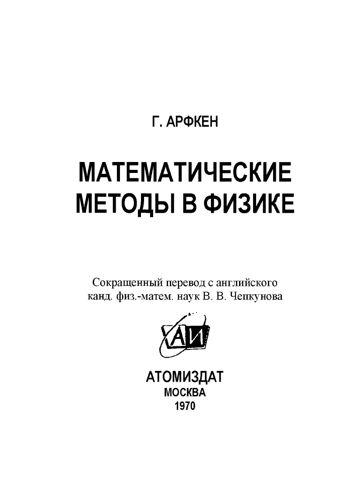 Г. АРФКЕН
МАТЕМАТИЧЕСКИЕ
МЕТОДЫ В ФИЗИКЕ
Сокращенный перевод с английского
канд. физ.-матем. наук В. В. Чепкунова
АИ
АТОМИЗДАТ
МОСКВА
1970